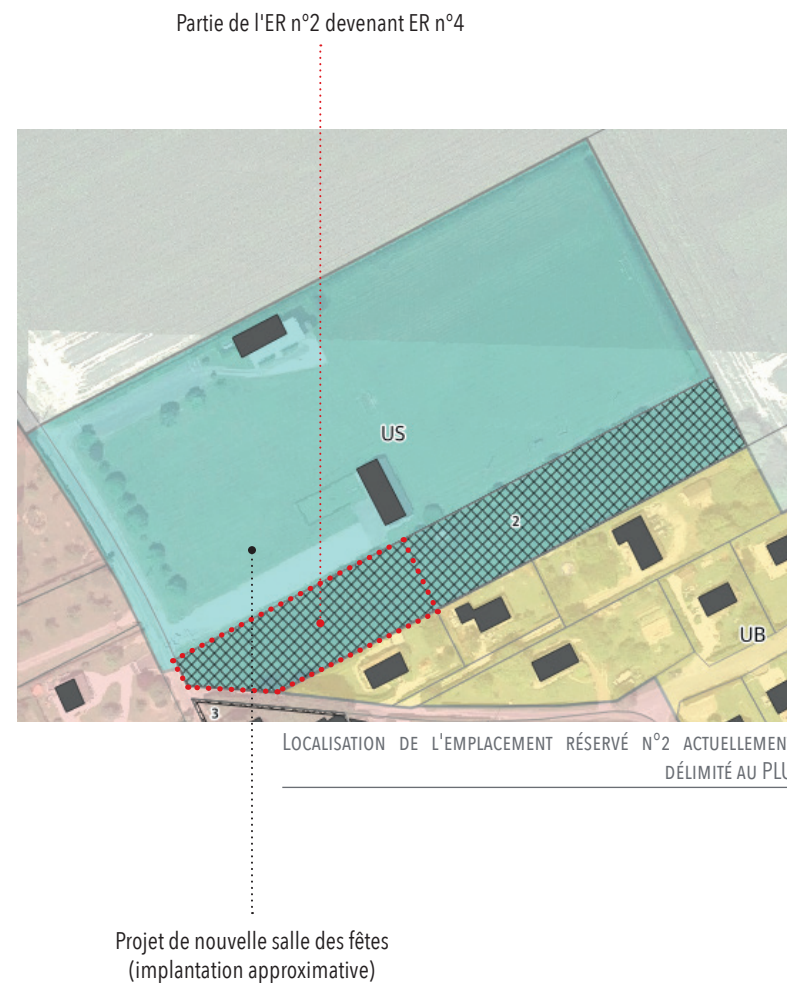 Partie de l'ER n°2 devenant ER n°4
US
2
UB
3
LOCALISATION DE L'EMPLACEMENT RÉSERVÉ N°2 ACTUELLEMEN
DÉLIMITÉ AU PLU
Projet de nouvelle salle des fêtes
(implantation approximative)